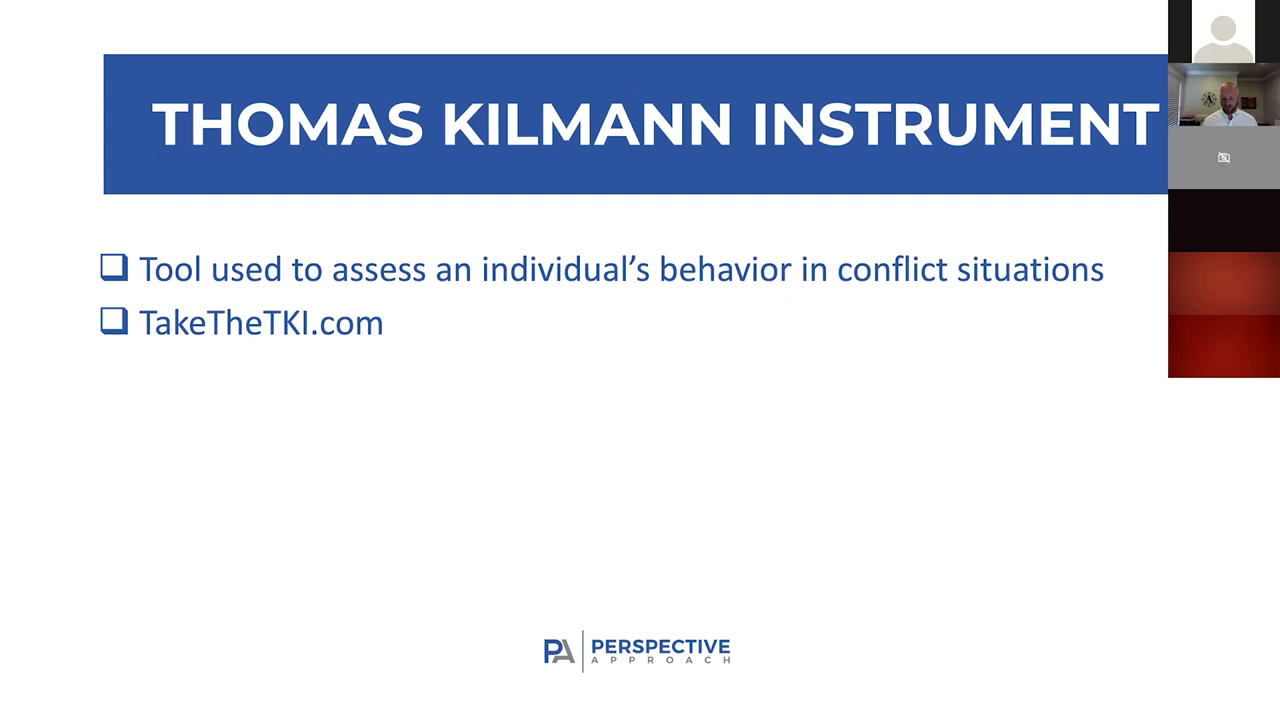 THOMAS KILMANN INSTRUMENT
❑ Tool used to assess an individual’s behavior in conflict situations
❑ TakeTheTKI.com
PA PERSPECTIVE
APPROACH